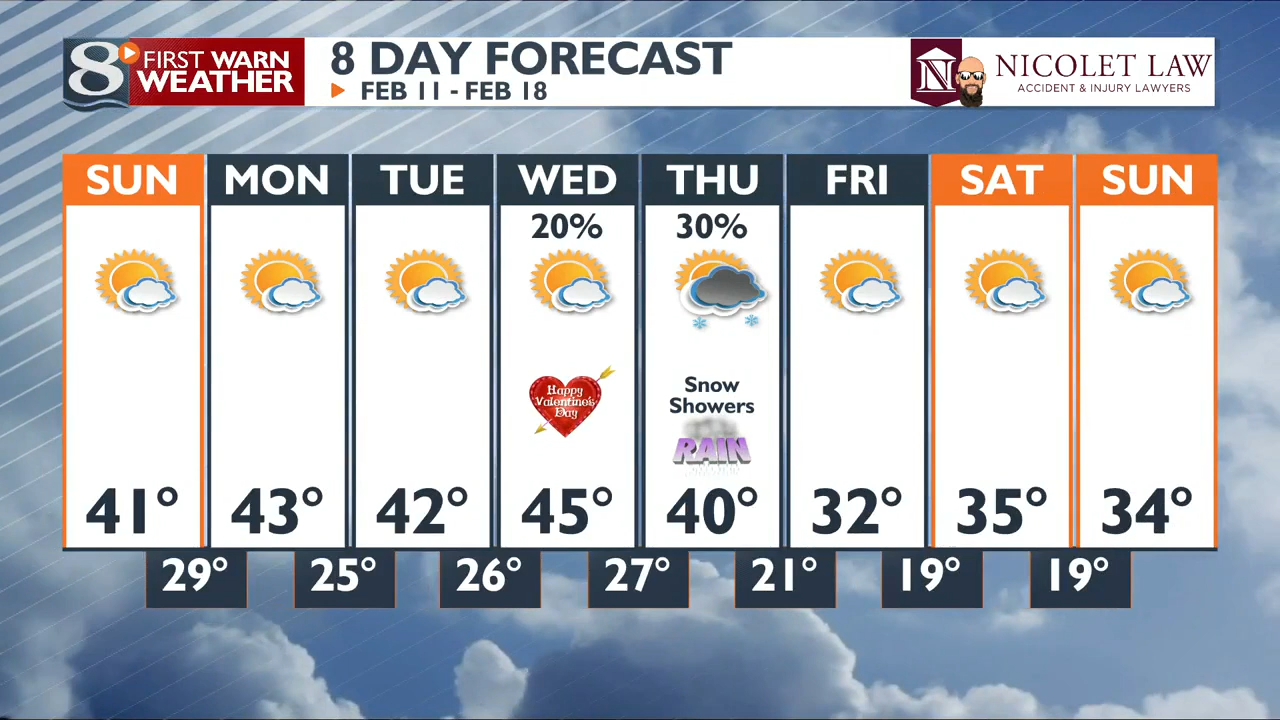 8 FIRST WARN
WEATHER
8 DAY FORECAST
FEB 11 - FEB 18
N NICOLET LAW
ACCIDENT & INJURY LAWYERS
SUN MON TUE WED THU FRI SAT SUN
20% 30%
Happy
Valentine's
Day
Snow
Showers
RAIN
41° 43° 42° 45° 40° 32° 35° 34°
29° 25° 26° 27° 21° 19° 19°